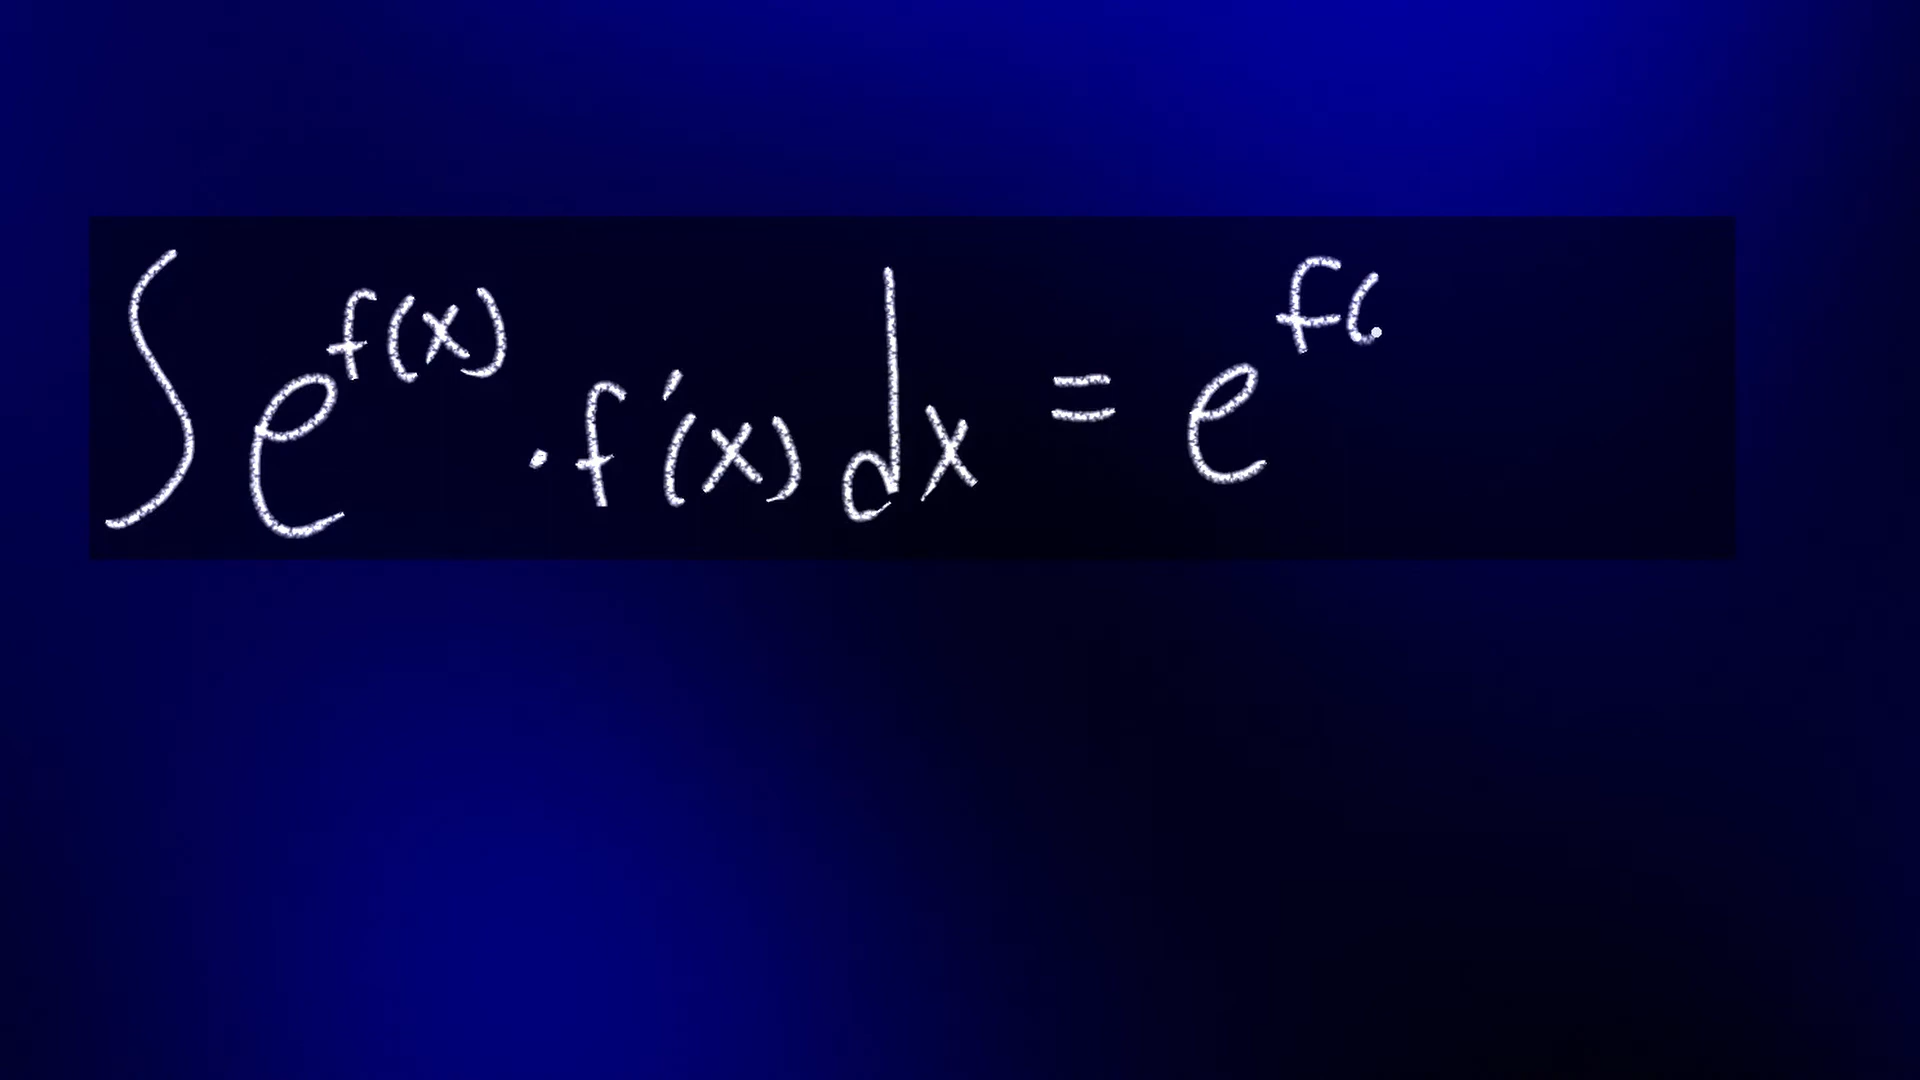 ∫ e^{f(x)} · f'(x) dx = e^{f(